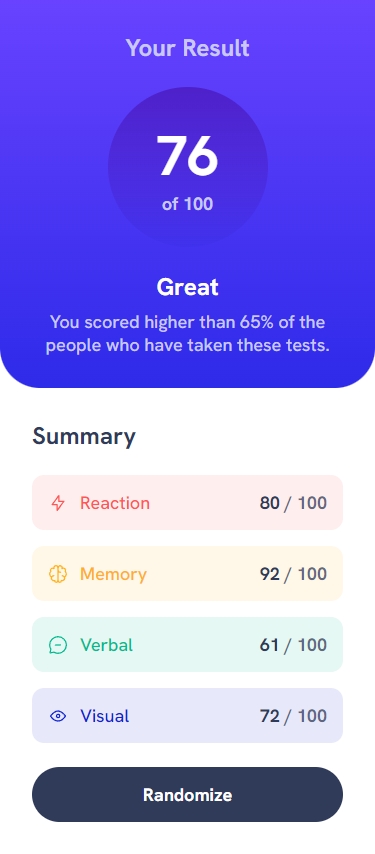 Your Result
76
of 100
Great
You scored higher than 65% of the
people who have taken these tests.
Summary
Reaction 80 / 100
Memory 92 / 100
Verbal 61 / 100
Visual 72 / 100
Randomize